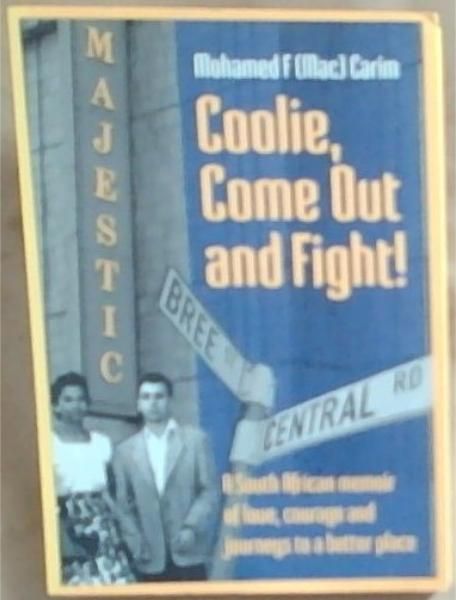 MAJESTIC
Mohamed F (Mac) Carim
Coolie,
Come Out
and Fight!
BREE
CENTRAL RD
A South African memoir
of love, courage and
journeys to a better place